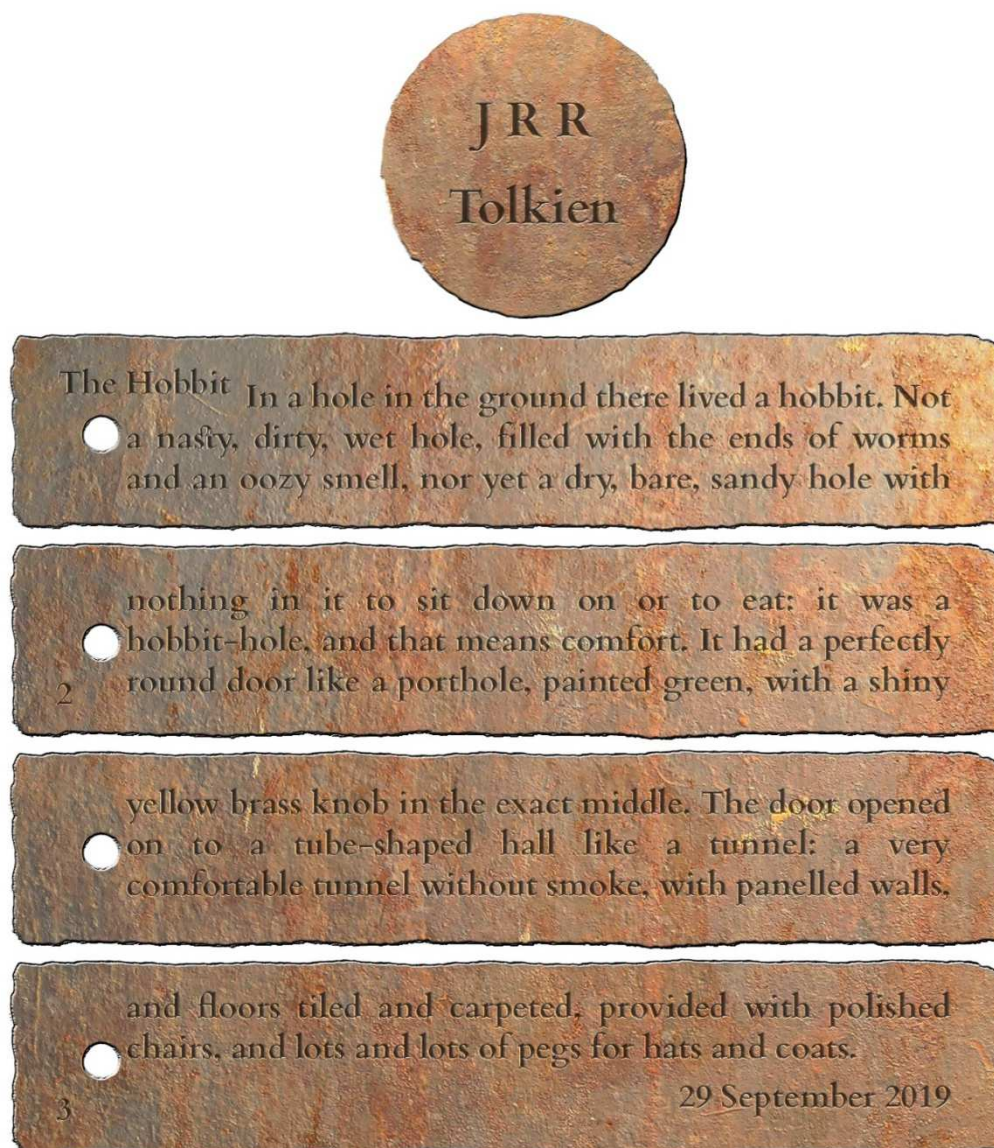 J R R
Tolkien
The Hobbit In a hole in the ground there lived a hobbit. Not
a nasty, dirty, wet hole, filled with the ends of worms
and an oozy smell, nor yet a dry, bare, sandy hole with
nothing in it to sit down on or to eat: it was a
hobbit-hole, and that means comfort. It had a perfectly
2 round door like a porthole, painted green, with a shiny
yellow brass knob in the exact middle. The door opened
on to a tube-shaped hall like a tunnel: a very
comfortable tunnel without smoke, with panelled walls,
and floors tiled and carpeted, provided with polished
chairs, and lots and lots of pegs for hats and coats.
3 29 September 2019